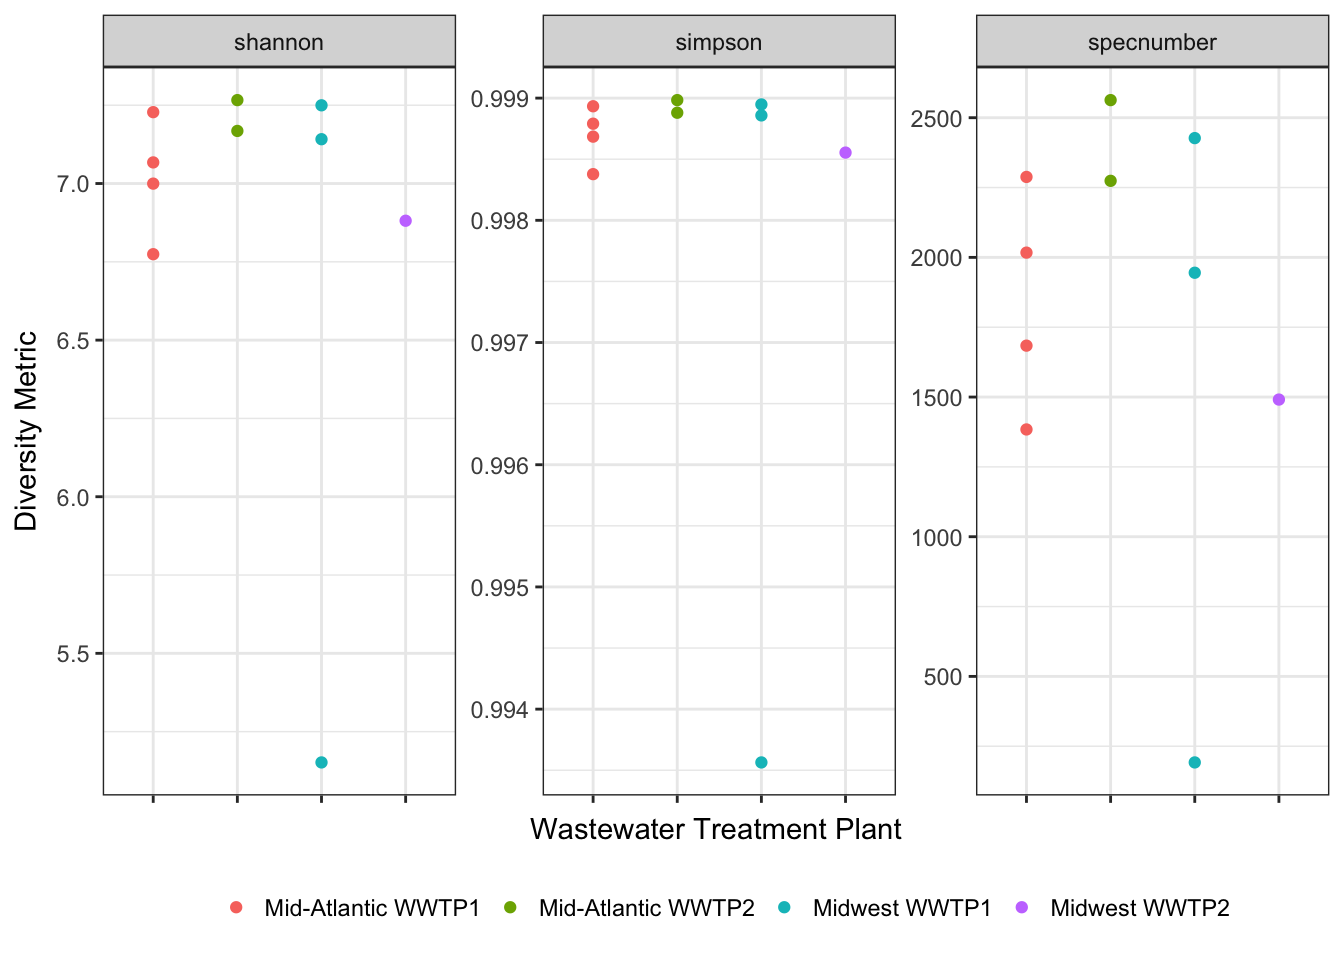 shannon
simpson
specnumber
Diversity Metric
7.0
6.5
6.0
5.5
0.999
0.998
0.997
0.996
0.995
0.994
2500
2000
1500
1000
500
Wastewater Treatment Plant
Mid-Atlantic WWTP1
Mid-Atlantic WWTP2
Midwest WWTP1
Midwest WWTP2